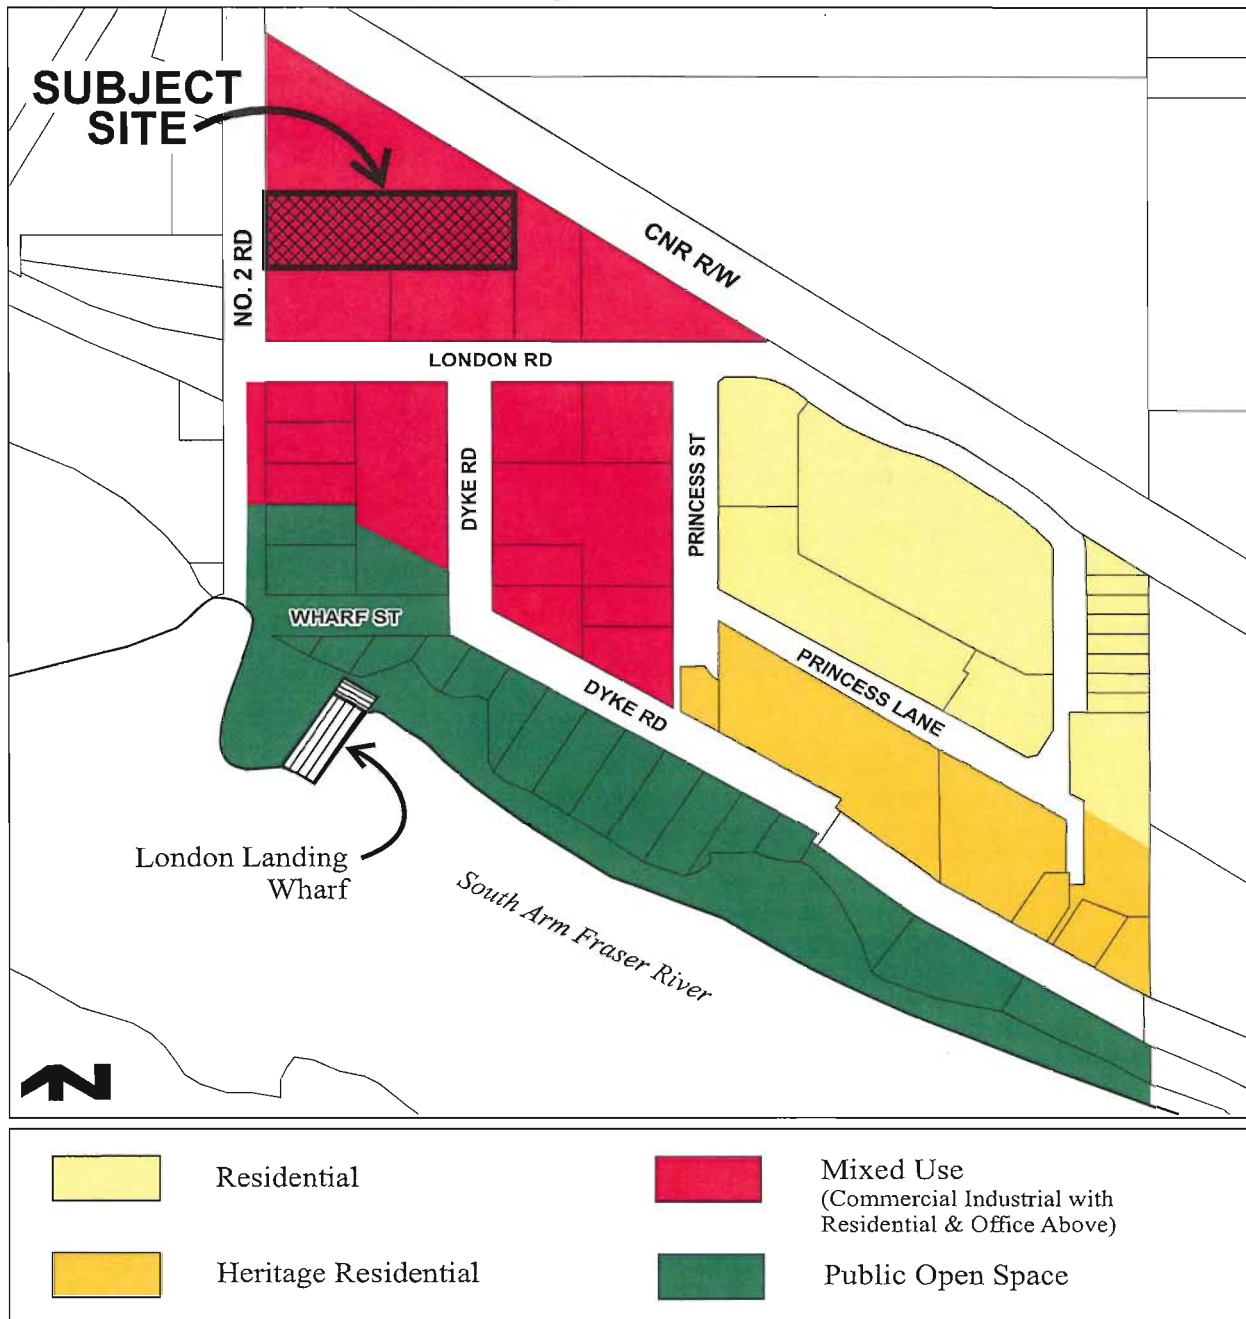 SUBJECT
SITE
NO. 2 RD
CNR R/W
LONDON RD
DYKE RD
PRINCESS ST
WHARF ST
PRINCESS LANE
DYKE RD
London Landing
Wharf
South Arm Fraser River
N
Residential
Mixed Use
(Commercial Industrial with
Residential & Office Above)
Heritage Residential
Public Open Space